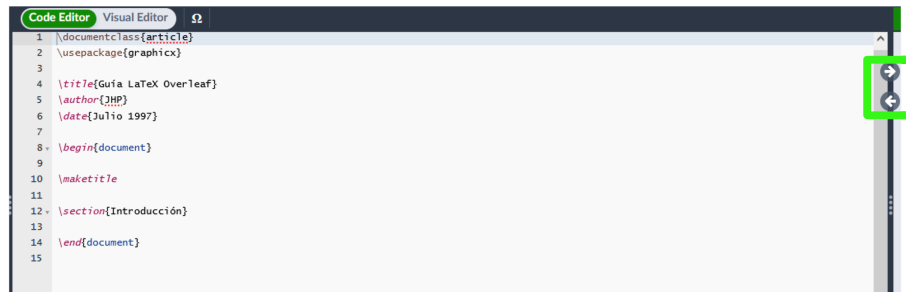 Code Editor Visual Editor Ω
1 \documentclass{article}
2 \usepackage{graphicx}
3
4 \title{Guía LaTeX Overleaf}
5 \author{JHP}
6 \date{Julio 1997}
7
8 \begin{document}
9
10 \maketitle
11
12 \section{Introducción}
13
14 \end{document}
15